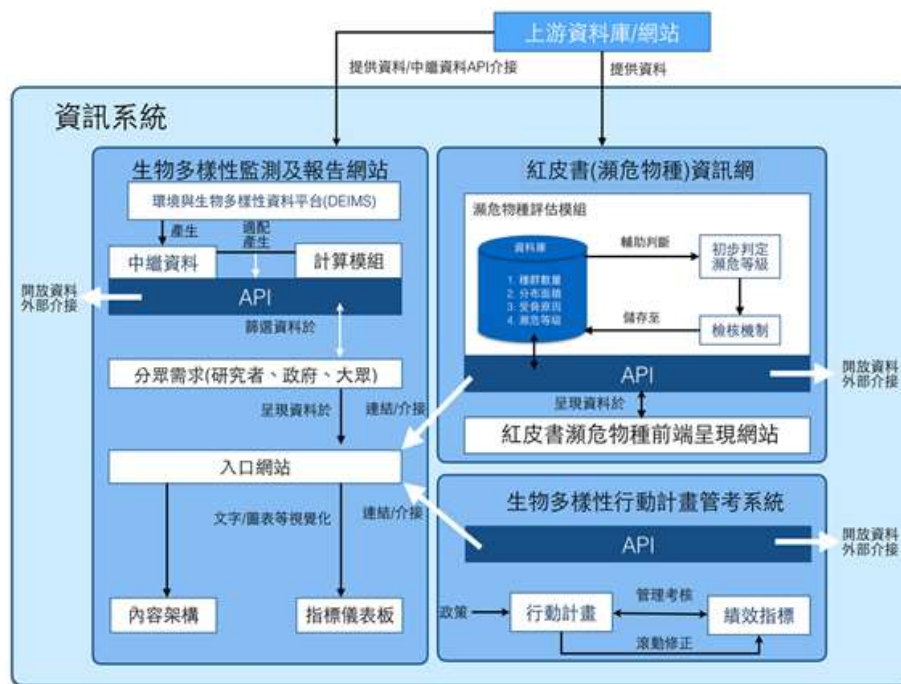 上游資料庫/網站
提供資料/中繼資料API介接
提供資料
資訊系統
生物多樣性監測及報告網站
環境與生物多樣性資料平台(DEIMS)
產生
適配
產生
中繼資料
計算模組
API
開放資料
外部介接
篩選資料於
分眾需求(研究者、政府、大眾)
呈現資料於
連結/介接
入口網站
文字/圖表等視覺化
連結/介接
內容架構
指標儀表板
紅皮書(瀕危物種)資訊網
瀕危物種評估模組
資料庫
1. 種群數量
2. 分布面積
3. 受脅原因
4. 瀕危等級
輔助判斷
初步判定
瀕危等級
儲存至
檢核機制
API
開放資料
外部介接
呈現資料於
紅皮書瀕危物種前端呈現網站
生物多樣性行動計畫管考系統
API
開放資料
外部介接
政策
行動計畫
管理考核
績效指標
滾動修正